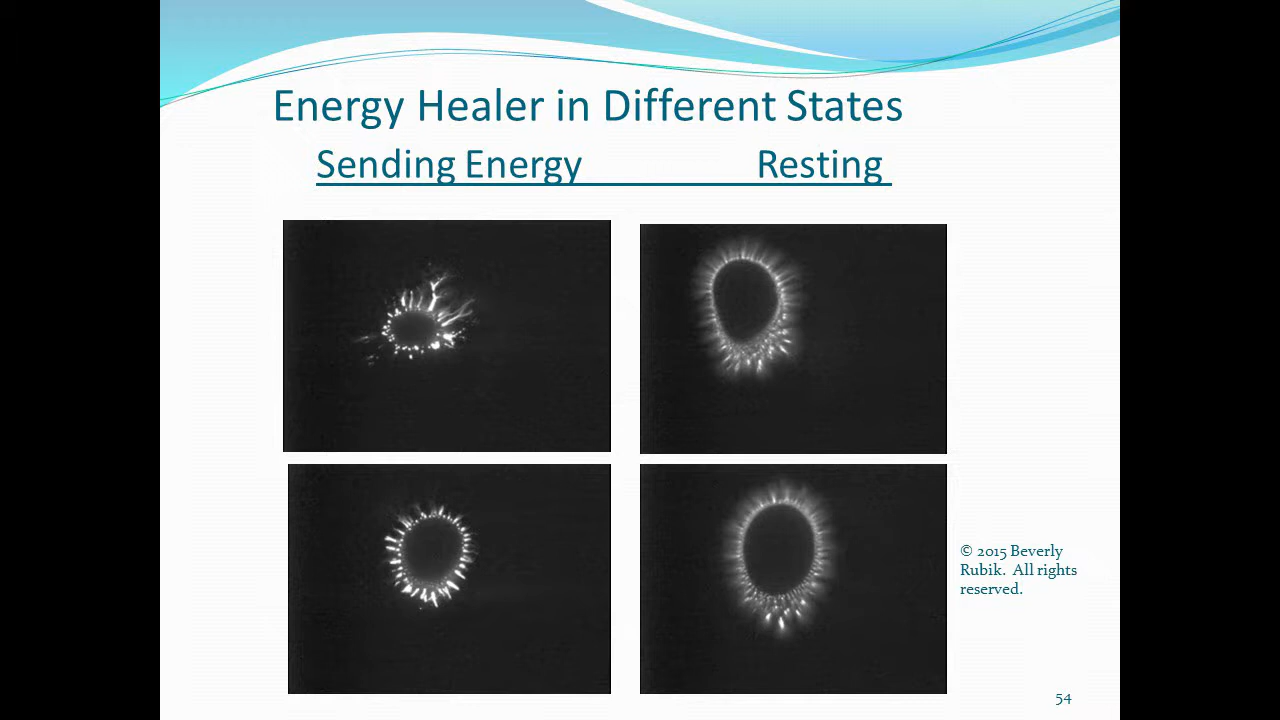 Energy Healer in Different States
Sending Energy Resting
© 2015 Beverly
Rubik. All rights
reserved.
54